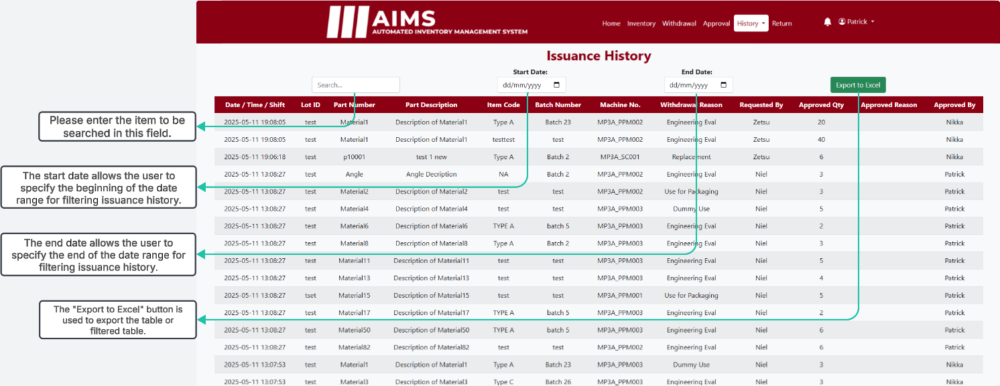 AIMS
AUTOMATED INVENTORY MANAGEMENT SYSTEM
Home Inventory Withdrawal Approval History Return Patrick
Issuance History
Start Date: End Date:
Search... dd/mm/yyyy dd/mm/yyyy Export to Excel
Date / Time / Shift Lot ID Part Number Part Description Item Code Batch Number Machine No. Withdrawal Reason Requested By Approved Qty Approved Reason Approved By
2025-05-11 19:08:05 test Material1 Description of Material1 Type A Batch 23 MP3A_PPM002 Engineering Eval Zetsu 20 Nikka
2025-05-11 19:08:05 test Material1 Description of Material1 testtest test MP3A_PPM002 Engineering Eval Zetsu 40 Nikka
2025-05-11 19:06:18 test p10001 test 1 new Type A Batch 2 MP3A_SC001 Replacement Zetsu 6 Nikka
2025-05-11 13:08:27 test Angle Angle Decription NA Batch 2 MP3A_PPM002 Engineering Eval Niel 3 Patrick
2025-05-11 13:08:27 test Material2 Description of Material2 test test MP3A_PPM002 Use for Packaging Niel 3 Patrick
2025-05-11 13:08:27 test Material4 Description of Material4 test test MP3A_PPM003 Dummy Use Niel 5 Patrick
2025-05-11 13:08:27 test Material6 Description of Material6 TYPE A batch 5 MP3A_PPM003 Engineering Eval Niel 2 Patrick
2025-05-11 13:08:27 test Material8 Description of Material8 Type A Batch 2 MP3A_PPM003 Engineering Eval Niel 3 Patrick
2025-05-11 13:08:27 test Material11 Description of Material11 test test MP3A_PPM003 Engineering Eval Niel 5 Patrick
2025-05-11 13:08:27 test Material13 Description of Material13 test test MP3A_PPM003 Engineering Eval Niel 4 Patrick
2025-05-11 13:08:27 tset Material15 Description of Material15 test test MP3A_PPM001 Use for Packaging Niel 5 Patrick
2025-05-11 13:08:27 test Material17 Description of Material17 TYPE A batch 5 MP3A_PPM003 Engineering Eval Niel 2 Patrick
2025-05-11 13:08:27 test Material50 Description of Material50 TYPE A batch 5 MP3A_PPM003 Engineering Eval Niel 6 Patrick
2025-05-11 13:08:27 test Material82 Description of Material82 test test MP3A_PPM002 Engineering Eval Niel 6 Patrick
2025-05-11 13:07:53 test Material1 Description of Material1 Type A Batch 23 MP3A_PPM003 Dummy Use Niel 3 Nikka
2025-05-11 13:07:53 test Material3 Description of Material3 Type C Batch 26 MP3A_PPM003 Engineering Eval Niel 3 Patrick
Please enter the item to be
searched in this field.
The start date allows the user to
specify the beginning of the date
range for filtering issuance history.
The end date allows the user to
specify the end of the date range for
filtering issuance history.
The "Export to Excel" button is
used to export the table or
filtered table.